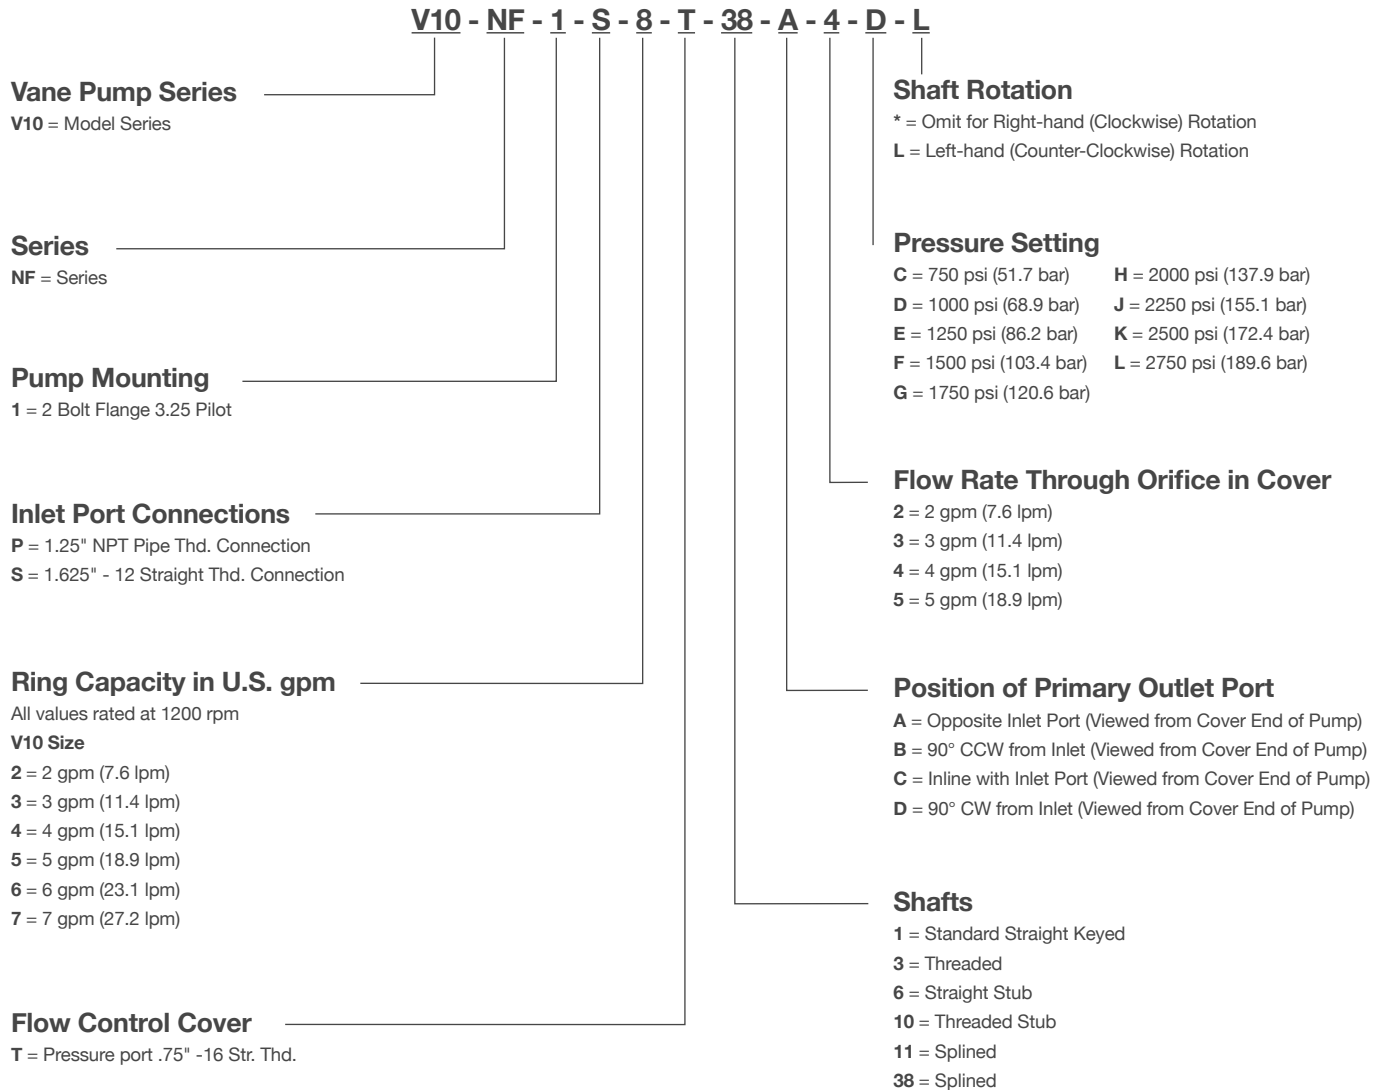 V10 - NF - 1 - S - 8 - T - 38 - A - 4 - D - L
Vane Pump Series
V10 = Model Series
Series
NF = Series
Pump Mounting
1 = 2 Bolt Flange 3.25 Pilot
Inlet Port Connections
P = 1.25" NPT Pipe Thd. Connection
S = 1.625" - 12 Straight Thd. Connection
Ring Capacity in U.S. gpm
All values rated at 1200 rpm
V10 Size
2 = 2 gpm (7.6 lpm)
3 = 3 gpm (11.4 lpm)
4 = 4 gpm (15.1 lpm)
5 = 5 gpm (18.9 lpm)
6 = 6 gpm (23.1 lpm)
7 = 7 gpm (27.2 lpm)
Flow Control Cover
T = Pressure port .75" -16 Str. Thd.
Shaft Rotation
* = Omit for Right-hand (Clockwise) Rotation
L = Left-hand (Counter-Clockwise) Rotation
Pressure Setting
C = 750 psi (51.7 bar) H = 2000 psi (137.9 bar)
D = 1000 psi (68.9 bar) J = 2250 psi (155.1 bar)
E = 1250 psi (86.2 bar) K = 2500 psi (172.4 bar)
F = 1500 psi (103.4 bar) L = 2750 psi (189.6 bar)
G = 1750 psi (120.6 bar)
Flow Rate Through Orifice in Cover
2 = 2 gpm (7.6 lpm)
3 = 3 gpm (11.4 lpm)
4 = 4 gpm (15.1 lpm)
5 = 5 gpm (18.9 lpm)
Position of Primary Outlet Port
A = Opposite Inlet Port (Viewed from Cover End of Pump)
B = 90° CCW from Inlet (Viewed from Cover End of Pump)
C = Inline with Inlet Port (Viewed from Cover End of Pump)
D = 90° CW from Inlet (Viewed from Cover End of Pump)
Shafts
1 = Standard Straight Keyed
3 = Threaded
6 = Straight Stub
10 = Threaded Stub
11 = Splined
38 = Splined